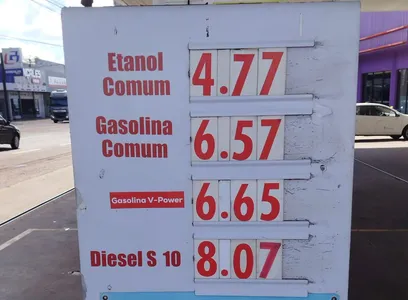 Etanol
Comum
4.77
Gasolina
Comum
6.57
Gasolina V-Power
6.65
Diesel S 10
8.07